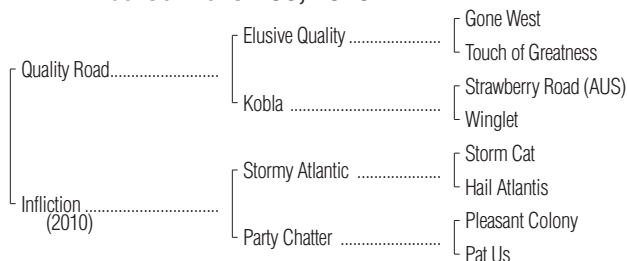 Gone West
Elusive Quality ......................
Touch of Greatness
Quality Road.............................
Strawberry Road (AUS)
Kobla ........................................
Winglet
Storm Cat
Stormy Atlantic ......................
Hail Atlantis
Infliction ...................................
(2010)
Pleasant Colony
Party Chatter ..........................
Pat Us